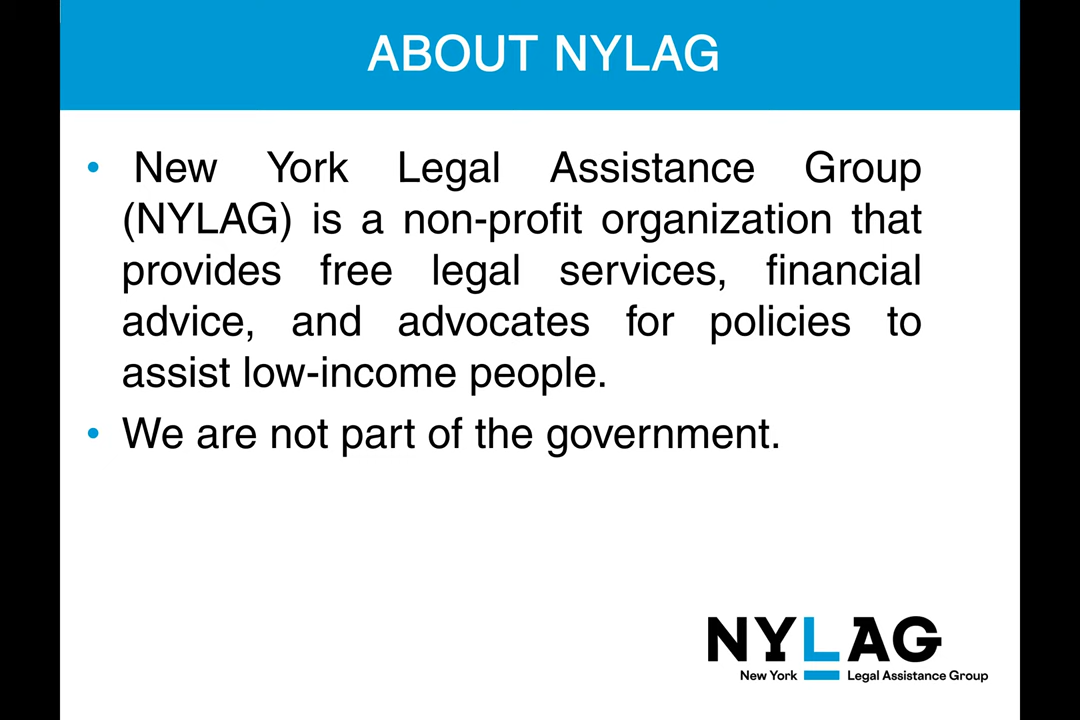 ABOUT NYLAG
• New York Legal Assistance Group
(NYLAG) is a non-profit organization that
provides free legal services, financial
advice, and advocates for policies to
assist low-income people.
• We are not part of the government.
NYLAG
New York Legal Assistance Group